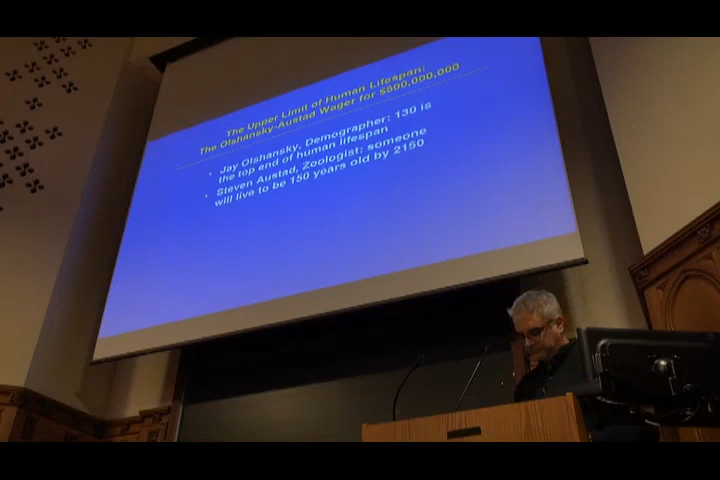 The Upper Limit of Human Lifespan:
The Olshansky-Austad Wager for $500,000,000
• Jay Olshansky, Demographer: 130 is
the top end of human lifespan
• Steven Austad, Zoologist: someone
will live to be 150 years old by 2150